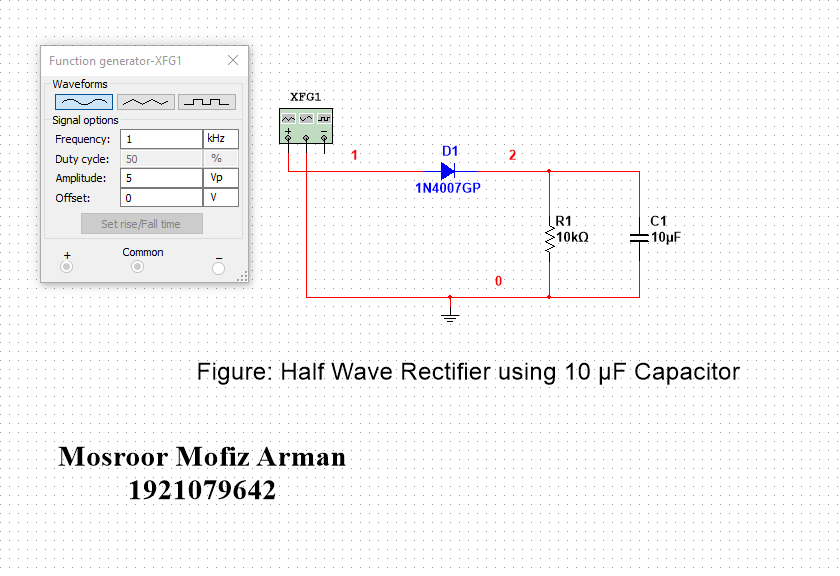 Function generator-XFG1
Waveforms
Signal options
Frequency: 1 kHz
Duty cycle: 50 %
Amplitude: 5 Vp
Offset: 0 V
Set rise/Fall time
+ Common −
XFG1
+ −
1
D1
1N4007GP
2
R1
10kΩ
C1
10µF
0
Figure: Half Wave Rectifier using 10 µF Capacitor
Mosroor Mofiz Arman
1921079642